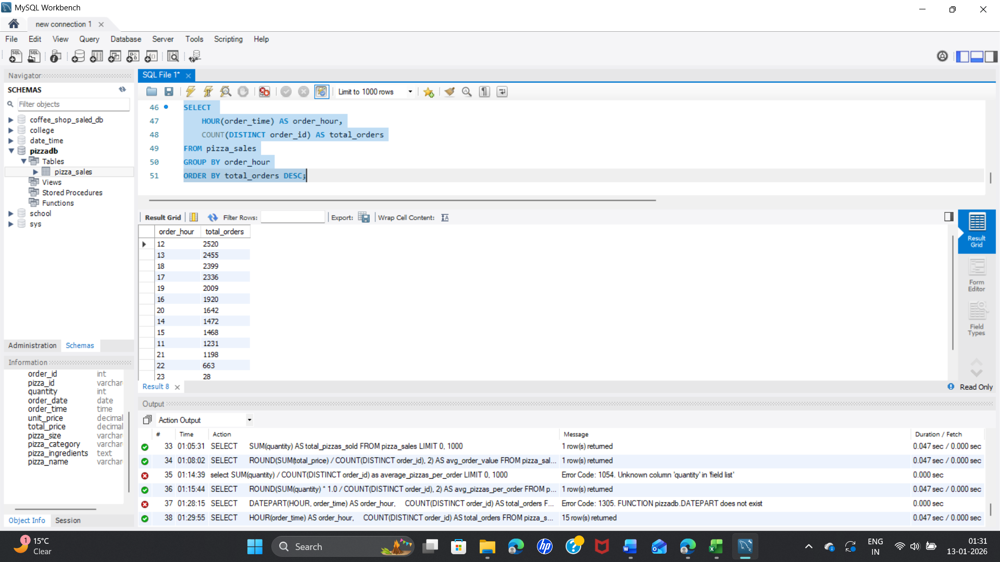 MySQL Workbench
new connection 1
File Edit View Query Database Server Tools Scripting Help
Navigator
SCHEMAS
Filter objects
coffee_shop_saled_db
college
date_time
pizzadb
Tables
pizza_sales
Views
Stored Procedures
Functions
school
sys
Administration Schemas
Information
order_id int
pizza_id varchar
quantity int
order_date date
order_time time
unit_price decimal
total_price decimal
pizza_size varchar
pizza_category varchar
pizza_ingredients text
pizza_name varchar
Object Info Session
SQL File 1*
Limit to 1000 rows
46 SELECT
47 HOUR(order_time) AS order_hour,
48 COUNT(DISTINCT order_id) AS total_orders
49 FROM pizza_sales
50 GROUP BY order_hour
51 ORDER BY total_orders DESC;
Result Grid Filter Rows: Export: Wrap Cell Content:
order_hour total_orders
12 2520
13 2455
18 2399
17 2336
19 2009
16 1920
20 1642
14 1472
15 1468
11 1231
21 1198
22 663
23 28
Result Grid
Form Editor
Field Types
Result 8
Read Only
Output
Action Output
# Time Action Message Duration / Fetch
33 01:05:31 SELECT SUM(quantity) AS total_pizzas_sold FROM pizza_sales LIMIT 0, 1000 1 row(s) returned 0.047 sec / 0.000 sec
34 01:08:02 SELECT ROUND(SUM(total_price) / COUNT(DISTINCT order_id), 2) AS avg_order_value FROM pizza_sal... 1 row(s) returned 0.047 sec / 0.000 sec
35 01:14:39 select SUM(quantity) / COUNT(DISTINCT order_id) as average_pizzas_per_order LIMIT 0, 1000 Error Code: 1054. Unknown column 'quantity' in 'field list' 0.000 sec
36 01:15:44 SELECT ROUND(SUM(quantity) * 1.0 / COUNT(DISTINCT order_id), 2) AS avg_pizzas_per_order FROM p... 1 row(s) returned 0.047 sec / 0.000 sec
37 01:28:15 SELECT DATEPART(HOUR, order_time) AS order_hour, COUNT(DISTINCT order_id) AS total_orders F... Error Code: 1305. FUNCTION pizzadb.DATEPART does not exist 0.000 sec
38 01:29:55 SELECT HOUR(order_time) AS order_hour, COUNT(DISTINCT order_id) AS total_orders FROM pizza_s... 15 row(s) returned 0.047 sec / 0.000 sec
1 15°C
Clear
Search
ENG
IN
01:31
13-01-2026